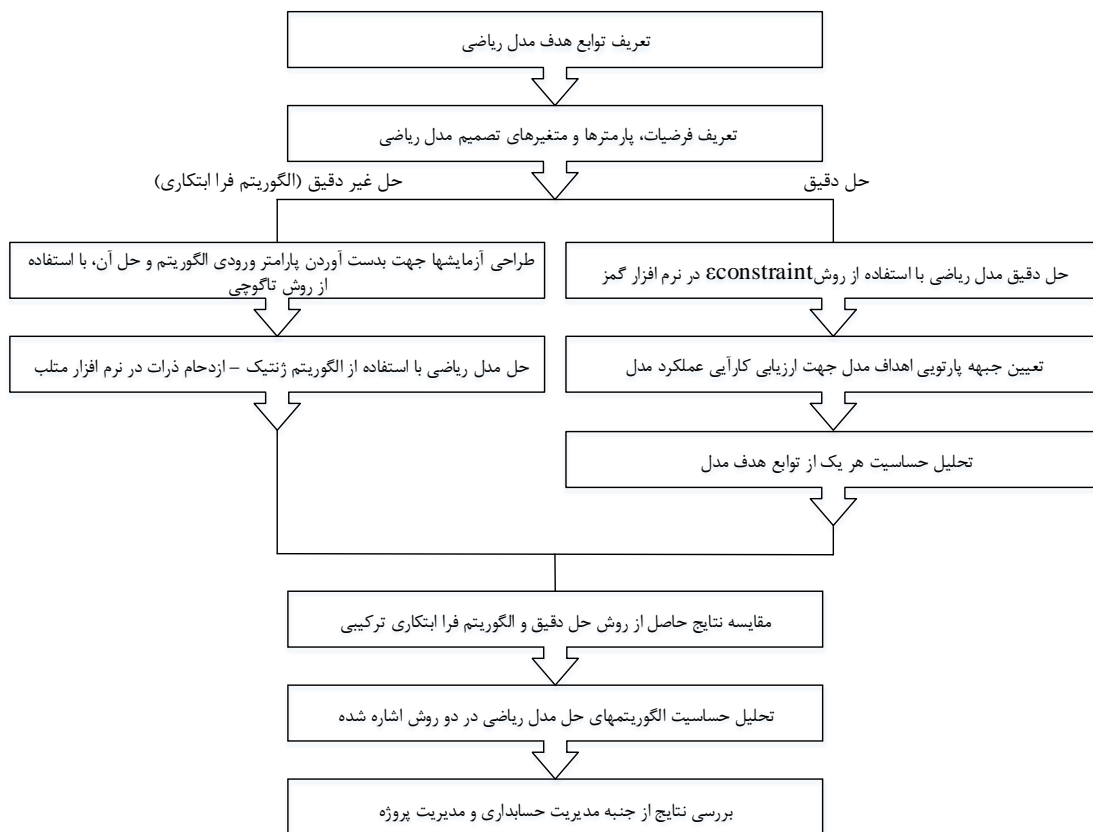 تعریف توابع هدف مدل ریاضی
تعریف فرضیات، پارمترها و متغیرهای تصمیم مدل ریاضی
حل دقیق
حل غیر دقیق (الگوریتم فرا ابتکاری)
حل دقیق مدل ریاضی با استفاده از روش εconstraint در نرم افزار گمز
طراحی آزمایشها جهت بدست آوردن پارامتر ورودی الگوریتم و حل آن، با استفاده
از روش تاگوچی
تعیین جبهه پارتویی اهداف مدل جهت ارزیابی کارآیی عملکرد مدل
حل مدل ریاضی با استفاده از الگوریتم ژنتیک – ازدحام ذرات در نرم افزار متلب
تحلیل حساسیت هر یک از توابع هدف مدل
مقایسه نتایج حاصل از روش حل دقیق و الگوریتم فرا ابتکاری ترکیبی
تحلیل حساسیت الگوریتمهای حل مدل ریاضی در دو روش اشاره شده
بررسی نتایج از جنبه مدیریت حسابداری و مدیریت پروژه